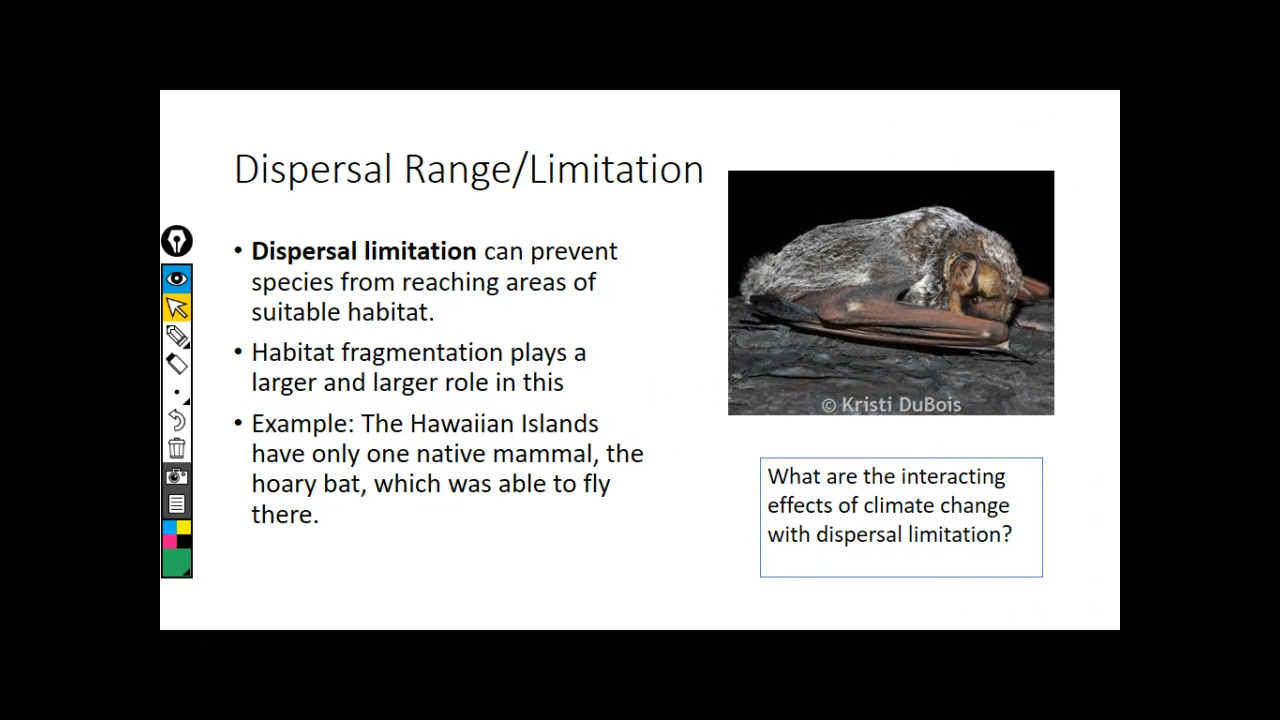 Dispersal Range/Limitation
• Dispersal limitation can prevent
species from reaching areas of
suitable habitat.
• Habitat fragmentation plays a
larger and larger role in this
• Example: The Hawaiian Islands
have only one native mammal, the
hoary bat, which was able to fly
there.
© Kristi DuBois
What are the interacting
effects of climate change
with dispersal limitation?